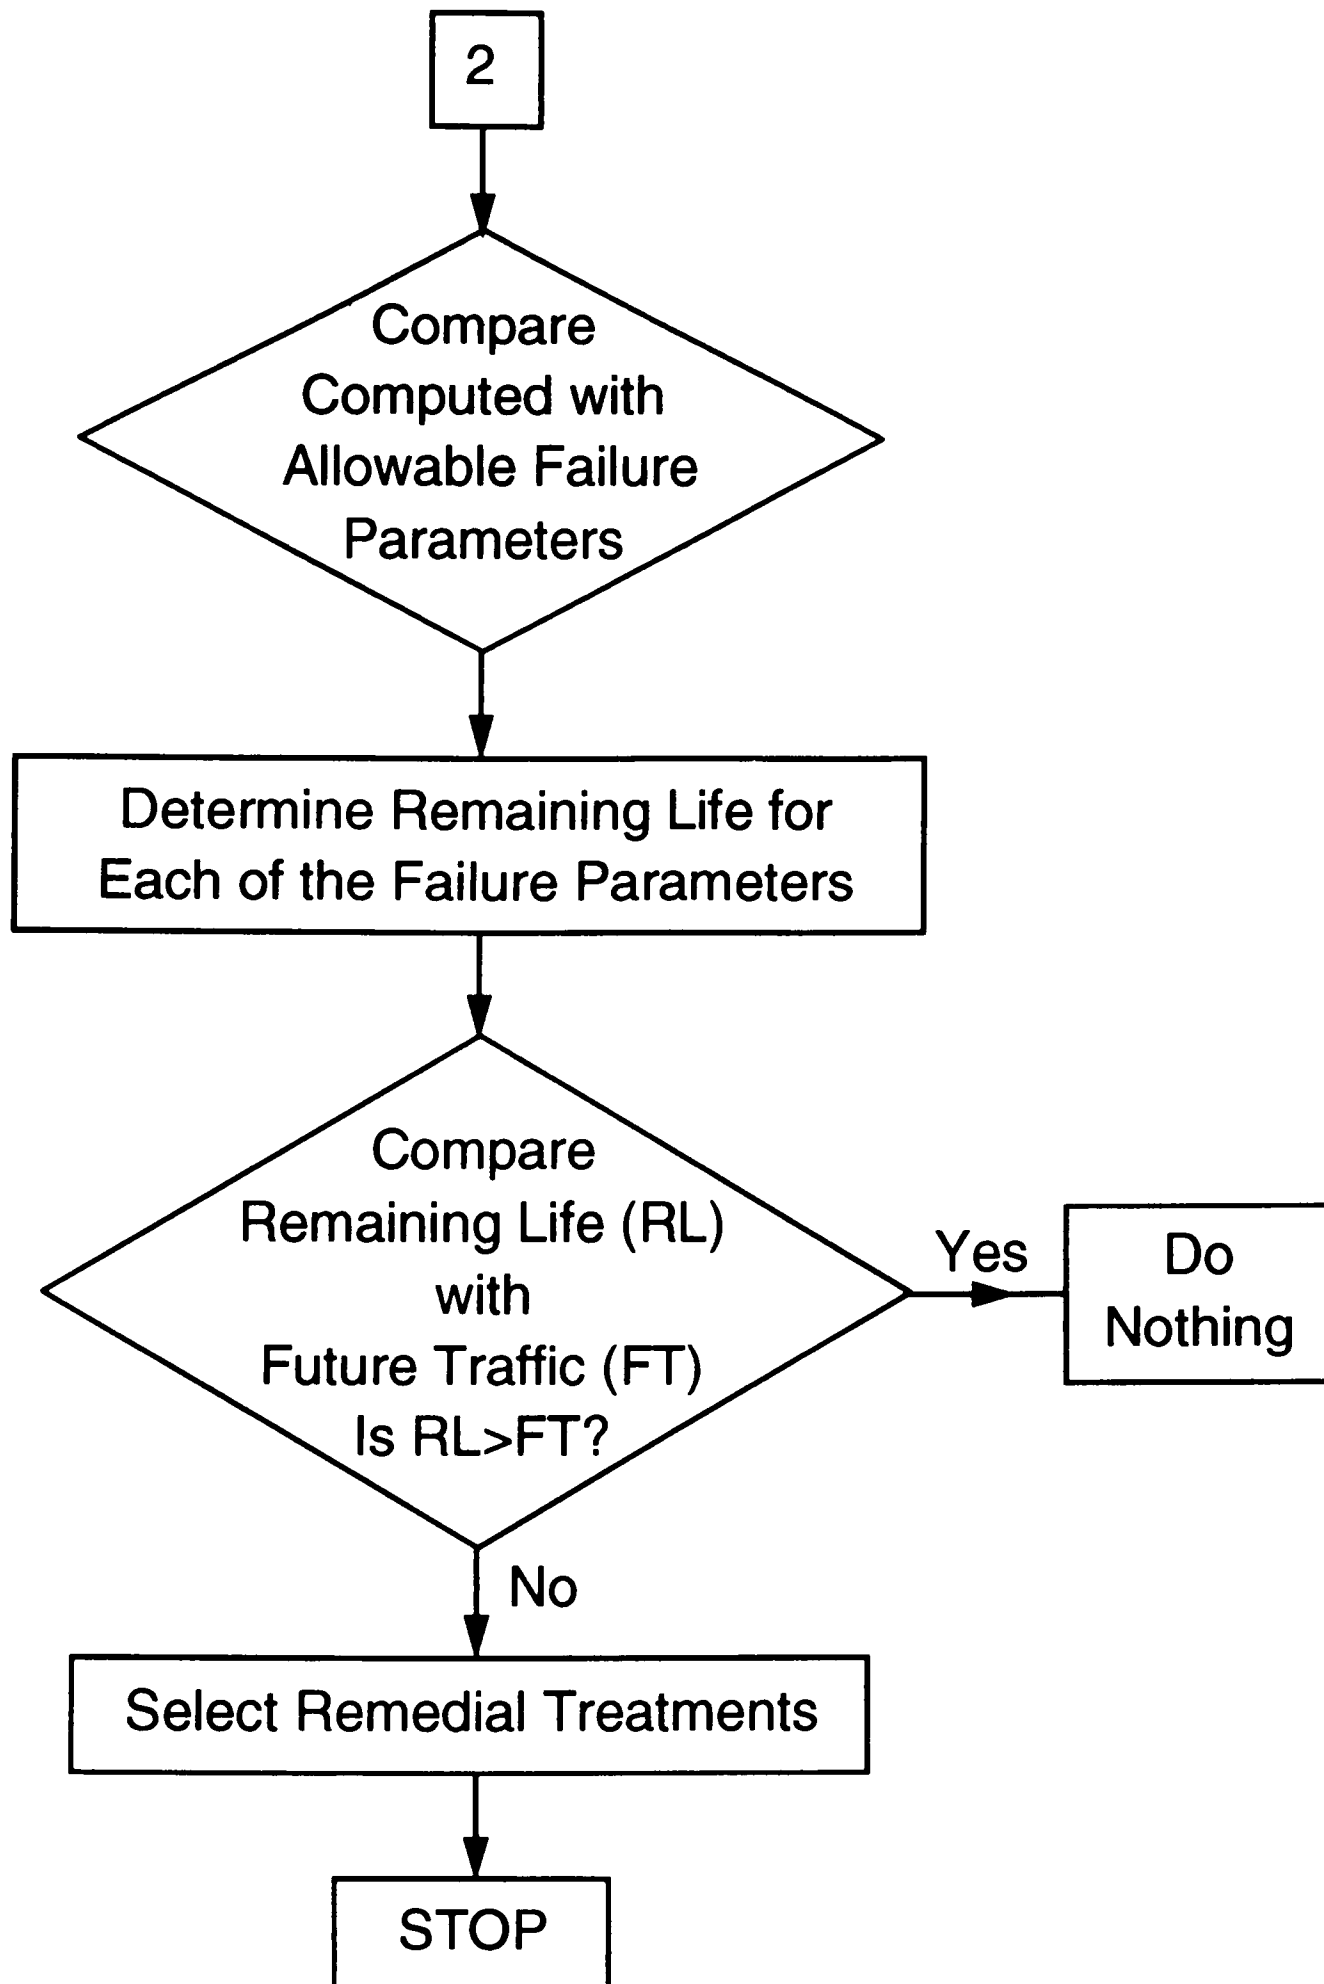 2
Compare
Computed with
Allowable Failure
Parameters
Determine Remaining Life for
Each of the Failure Parameters
Compare
Remaining Life (RL)
with
Future Traffic (FT)
Is RL>FT?
Yes
Do
Nothing
No
Select Remedial Treatments
STOP